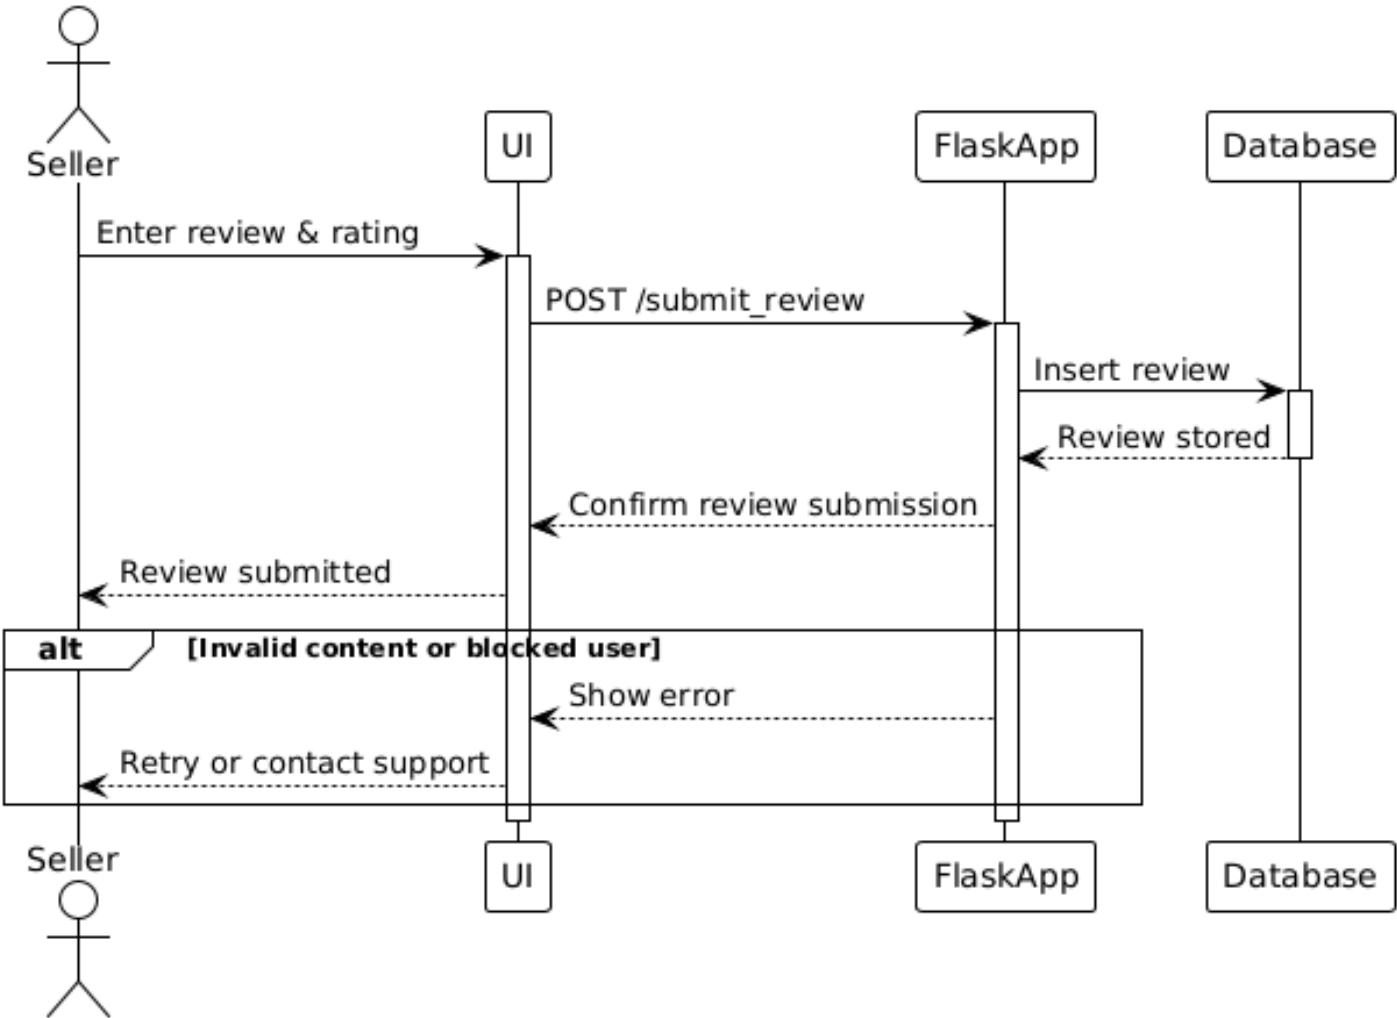 Seller
UI
FlaskApp
Database
Enter review & rating
POST /submit_review
Insert review
Review stored
Confirm review submission
Review submitted
alt
[Invalid content or blocked user]
Show error
Retry or contact support
Seller
UI
FlaskApp
Database